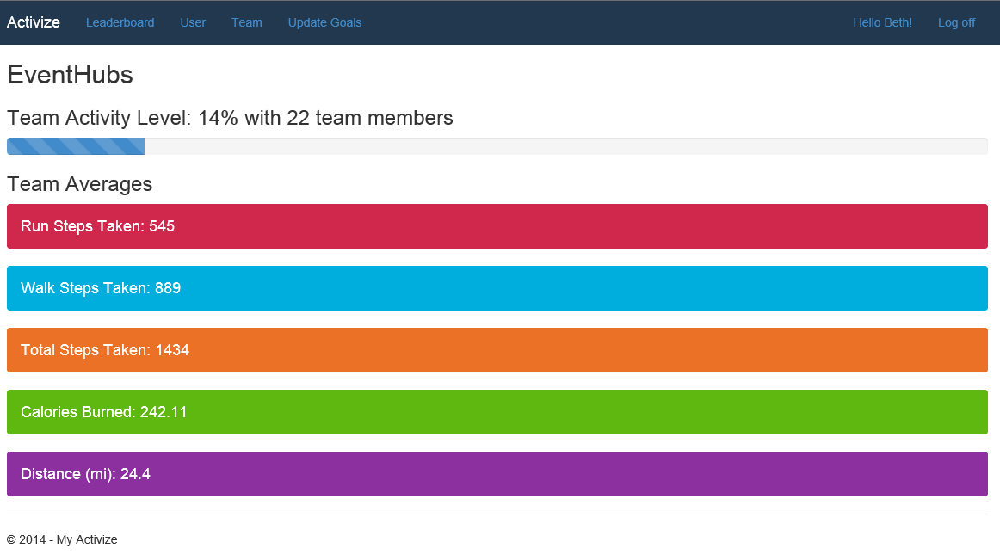 Activize Leaderboard User Team Update Goals Hello Beth! Log off
EventHubs
Team Activity Level: 14% with 22 team members
Team Averages
Run Steps Taken: 545
Walk Steps Taken: 889
Total Steps Taken: 1434
Calories Burned: 242.11
Distance (mi): 24.4
© 2014 - My Activize